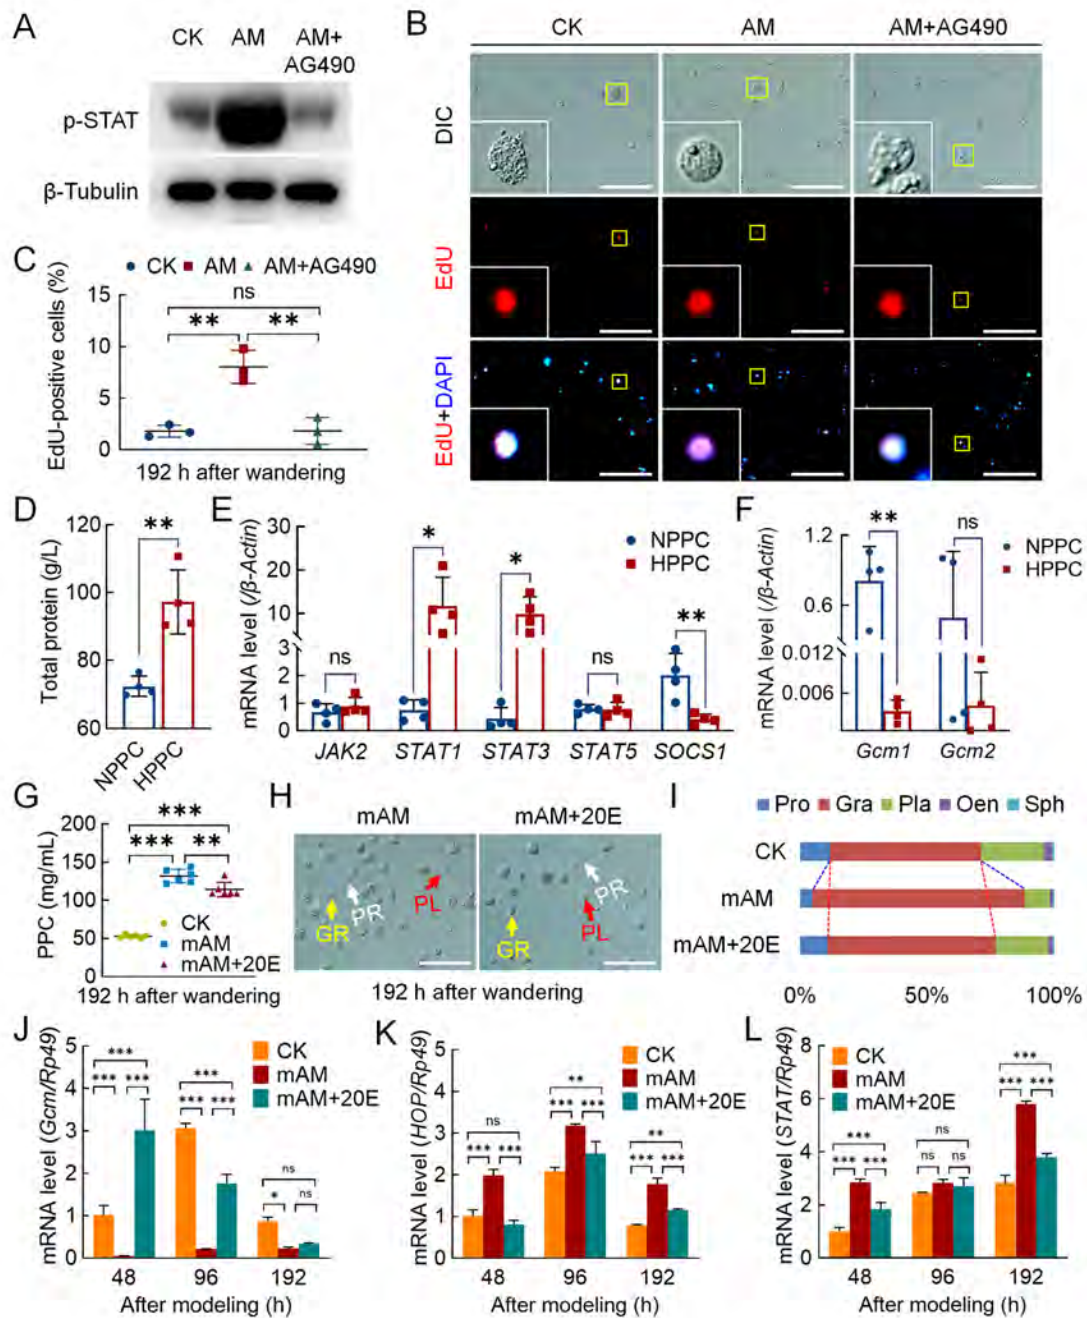 A
CK AM AM+
AG490
p-STAT
β-Tubulin
B
CK AM AM+AG490
DIC
EdU
EdU+DAPI
C
CK AM AM+AG490
EdU-positive cells (%)
15
10
5
0
ns
** **
192 h after wandering
D
Total protein (g/L)
120
100
80
60
**
NPPC
HPPC
E
mRNA level (/β-Actin)
30
20
10
3
2
1
0
NPPC
HPPC
ns * * ns **
JAK2 STAT1 STAT3 STAT5 SOCS1
F
mRNA level (/β-Actin)
1.2
0.6
0.012
0.006
NPPC
HPPC
** ns
Gcm1 Gcm2
G
PPC (mg/mL)
200
150
100
50
0
***
*** **
CK
mAM
mAM+20E
192 h after wandering
H
mAM mAM+20E
GR PR PL
GR PR PL
192 h after wandering
I
Pro Gra Pla Oen Sph
CK
mAM
mAM+20E
0% 50% 100%
J
mRNA level (Gcm/Rp49)
5
4
3
2
1
0
CK
mAM
mAM+20E
***
*** ***
***
*** ***
ns
* ns
48 96 192
After modeling (h)
K
mRNA level (HOP/Rp49)
5
4
3
2
1
0
CK
mAM
mAM+20E
ns
*** ***
**
*** ***
**
*** ***
48 96 192
After modeling (h)
L
mRNA level (STAT/Rp49)
8
6
4
2
0
CK
mAM
mAM+20E
***
*** ***
ns
ns ns
***
*** ***
48 96 192
After modeling (h)